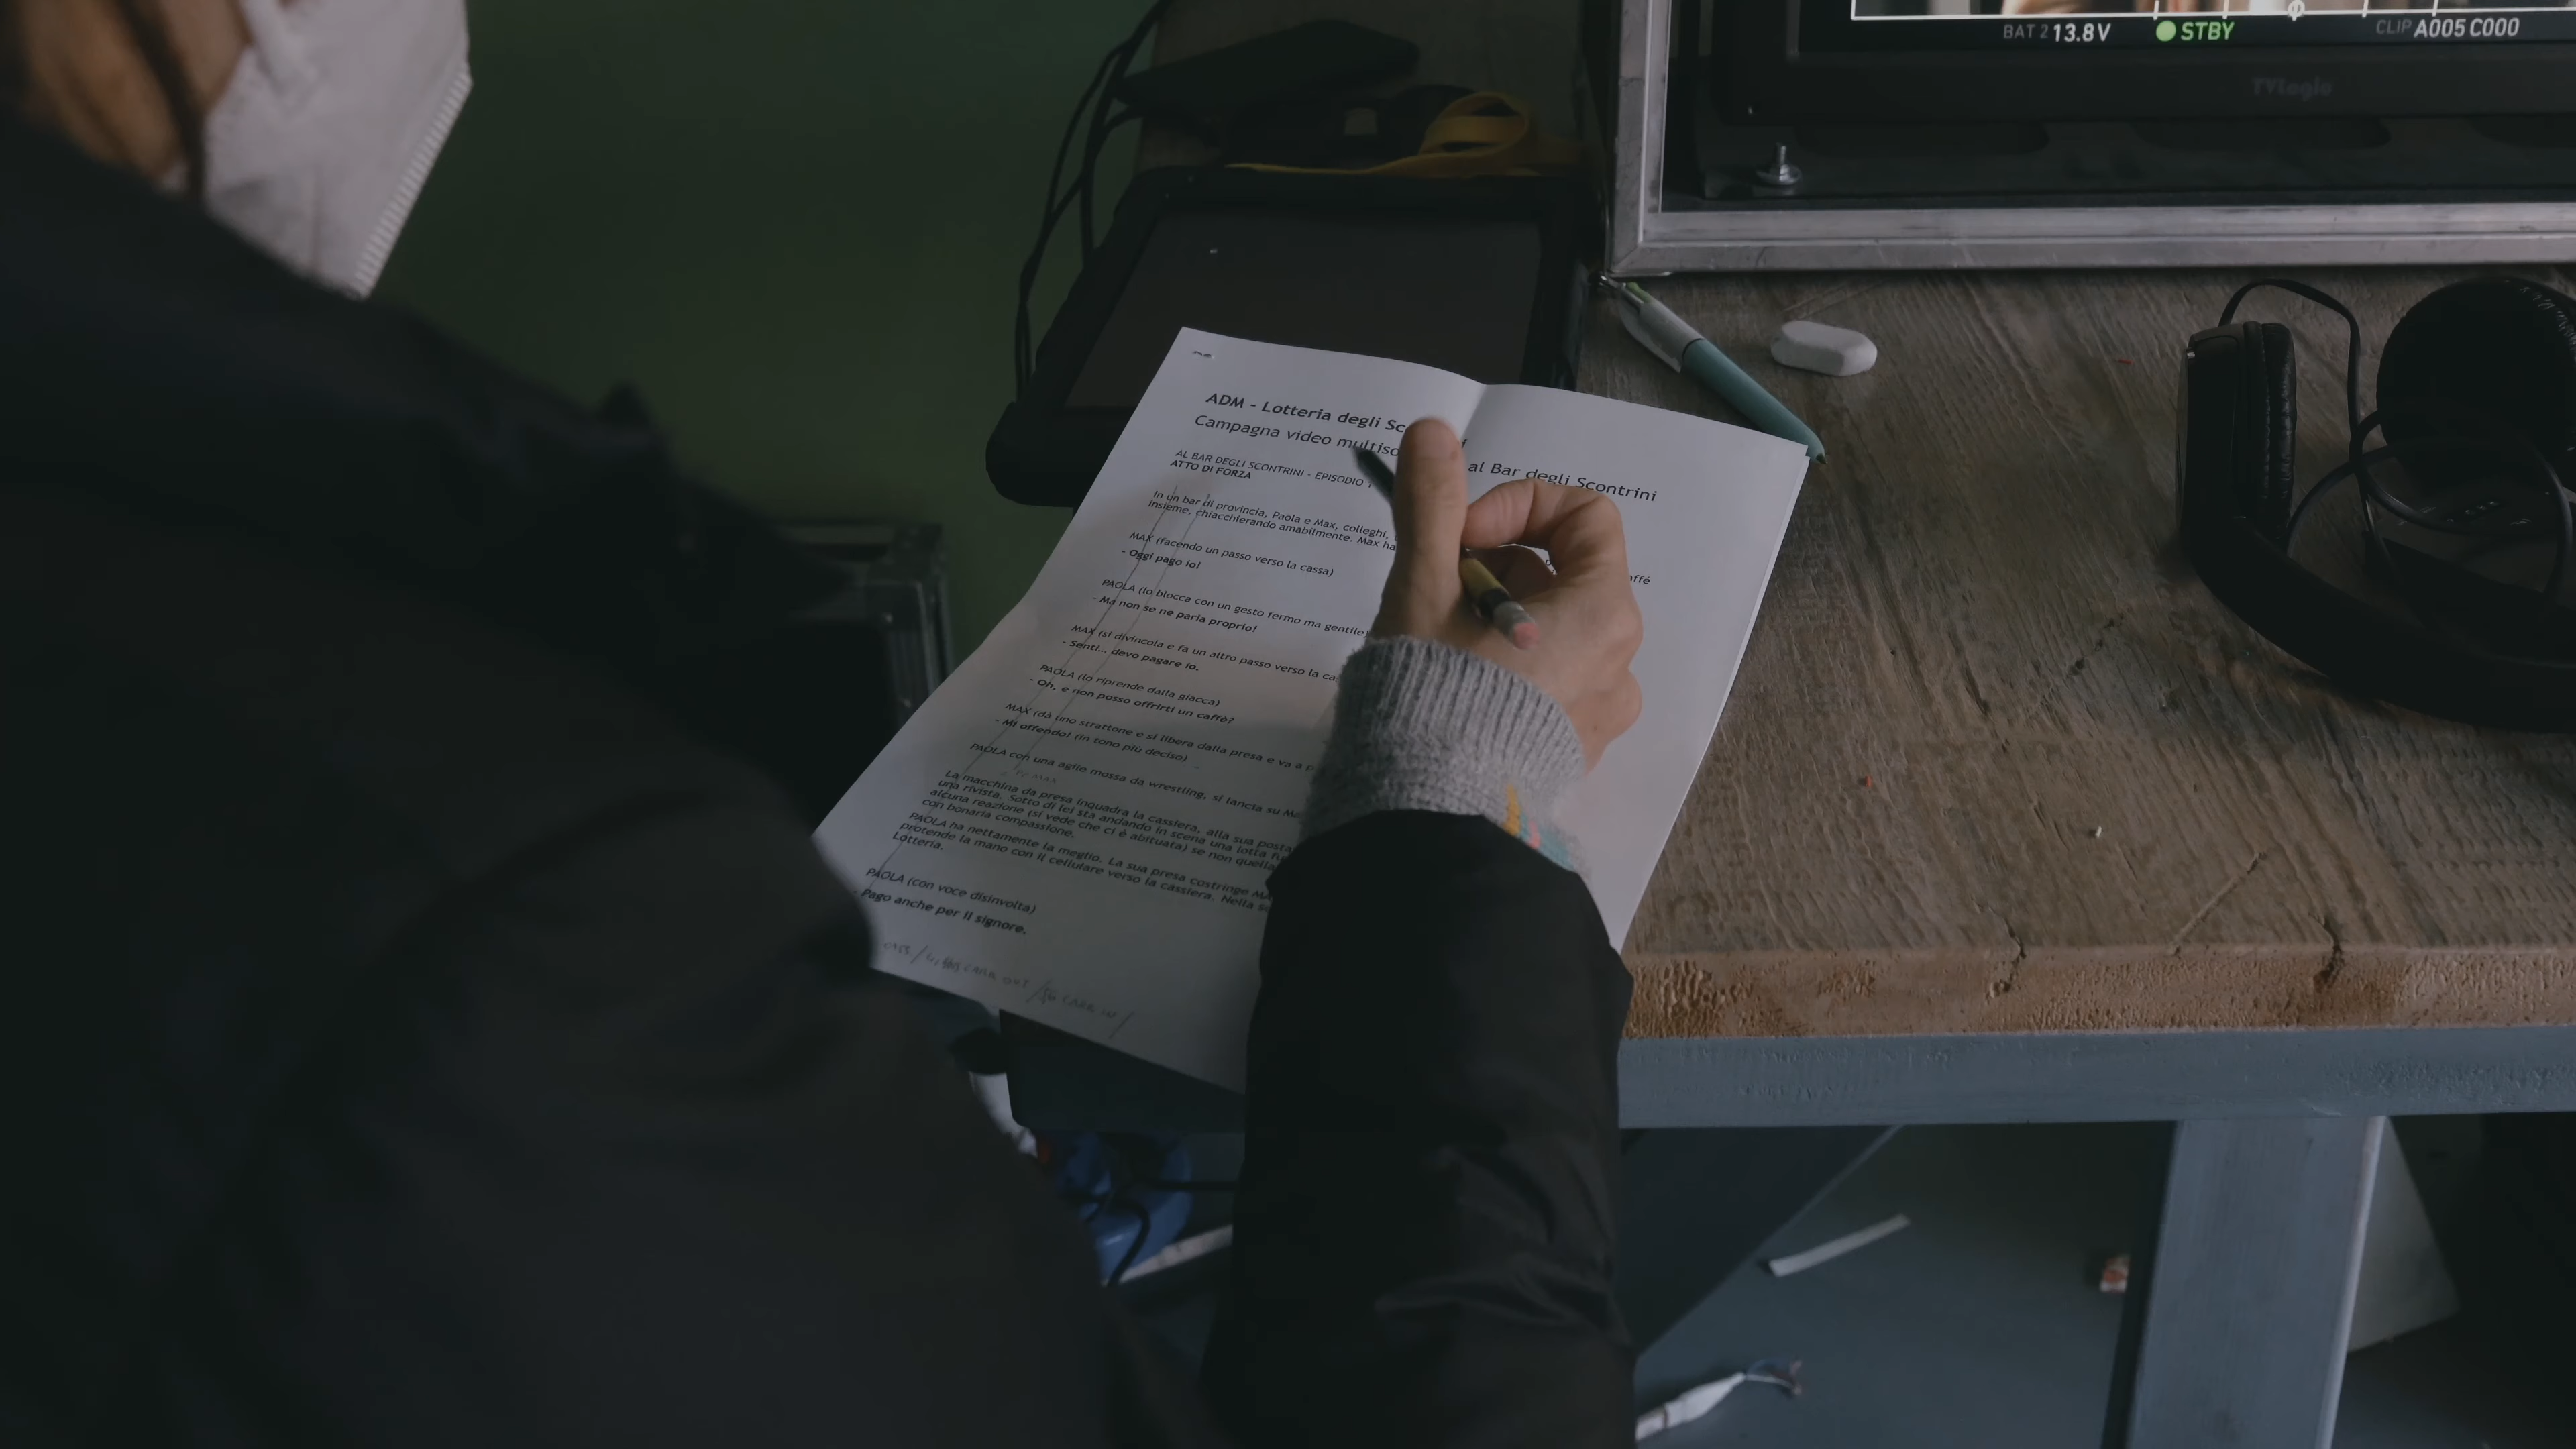 BAT 2 13.8 V STBY CLIP A005 C000
TVlogic
ADM - Lotteria degli Sc
Campagna video multisc al Bar degli Scontrini
AL BAR DEGLI SCONTRINI - EPISODIO 1
ATTO DI FORZA
In un bar di provincia, Paola e Max, colleghi,
insieme, chiacchierando amabilmente. Max ha affé
MAX (facendo un passo verso la cassa)
- Oggi pago io!
PAOLA (lo blocca con un gesto fermo ma gentile)
- Ma non se ne parla proprio!
MAX (si divincola e fa un altro passo verso la ca
- Senti... devo pagare io.
PAOLA (lo riprende dalla giacca)
- Oh, e non posso offrirti un caffè?
MAX (dà uno strattone e si libera dalla presa e va a p
- Mi offendo! (in tono più deciso)
PAOLA con una agile mossa da wrestling, si lancia su Ma
La macchina da presa inquadra la cassiera, alla sua posta
una rivista. Sotto di lei sta andando in scena una lotta fu
alcuna reazione (si vede che ci è abituata) se non quella
con bonaria compassione.
PAOLA ha nettamente la meglio. La sua presa costringe MA
protende la mano con il cellulare verso la cassiera. Nella s
Lotteria.
PAOLA (con voce disinvolta)
- Pago anche per il signore.